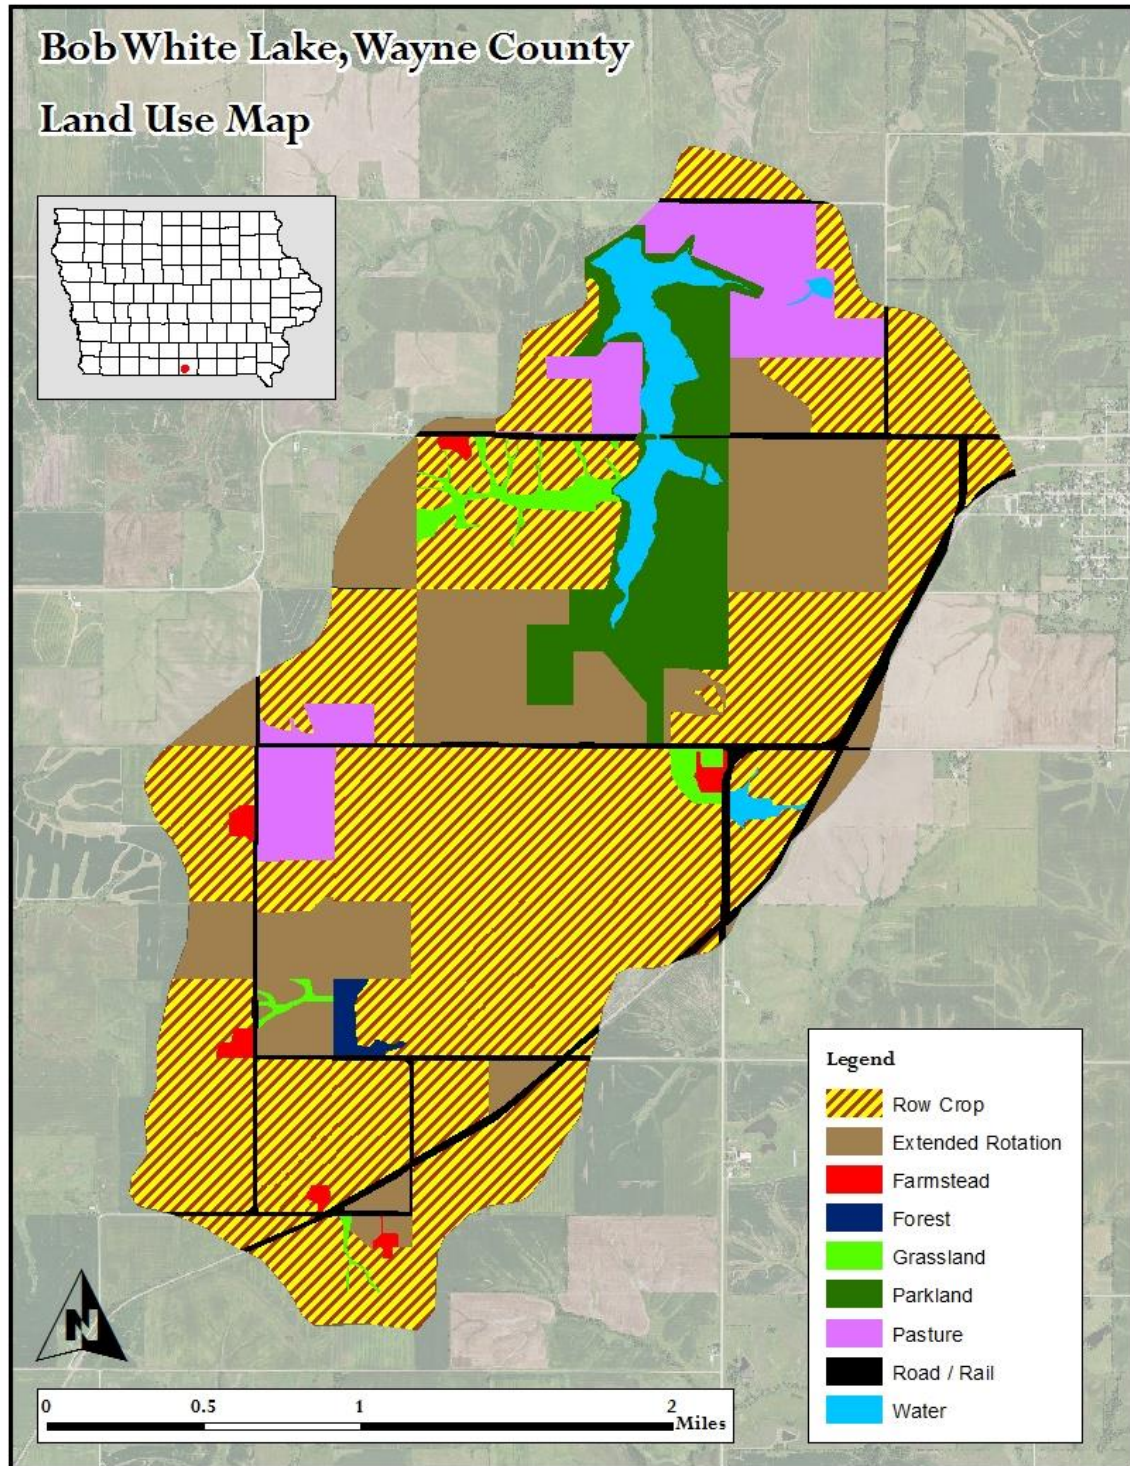 Bob White Lake, Wayne County
Land Use Map
Legend
Row Crop
Extended Rotation
Farmstead
Forest
Grassland
Parkland
Pasture
Road / Rail
Water
N
0 0.5 1 2
Miles